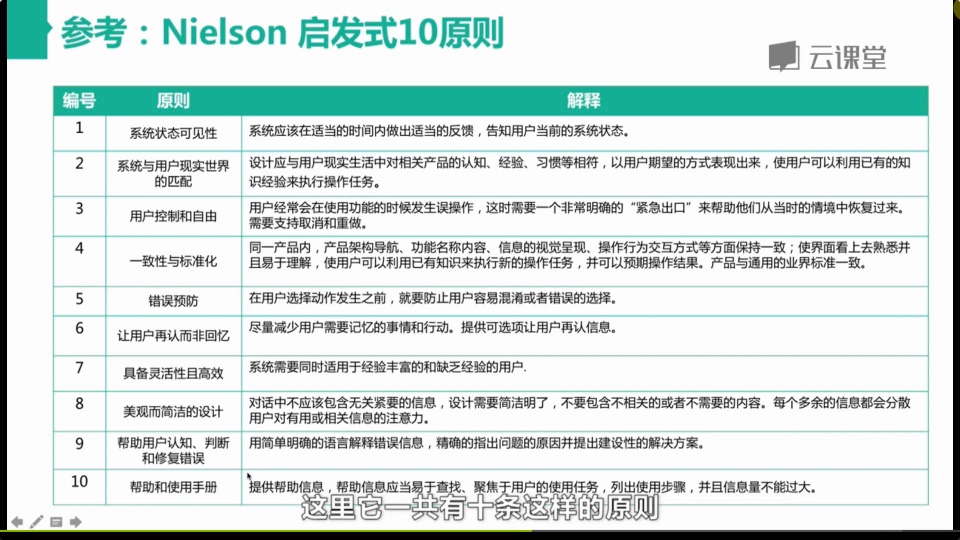 参考：Nielson 启发式10原则
云课堂
编号 原则 解释
1 系统状态可见性 系统应该在适当的时间内做出适当的反馈，告知用户当前的系统状态。
2 系统与用户现实世界
的匹配
设计应与用户现实生活中对相关产品的认知、经验、习惯等相符，以用户期望的方式表现出来，使用户可以利用已有的知
识经验来执行操作任务。
3 用户控制和自由
用户经常会在使用功能的时候发生误操作，这时需要一个非常明确的“紧急出口”来帮助他们从当时的情境中恢复过来。
需要支持取消和重做。
4 一致性与标准化
同一产品内，产品架构导航、功能名称内容、信息的视觉呈现、操作行为交互方式等方面保持一致；使界面看上去熟悉并
且易于理解，使用户可以利用已有知识来执行新的操作任务，并可以预期操作结果。产品与通用的业界标准一致。
5 错误预防 在用户选择动作发生之前，就要防止用户容易混淆或者错误的选择。
6 让用户再认而非回忆 尽量减少用户需要记忆的事情和行动。提供可选项让用户再认信息。
7 具备灵活性且高效 系统需要同时适用于经验丰富的和缺乏经验的用户.
8 美观而简洁的设计
对话中不应该包含无关紧要的信息，设计需要简洁明了，不要包含不相关的或者不需要的内容。每个多余的信息都会分散
用户对有用或相关信息的注意力。
9 帮助用户认知、判断
和修复错误
用简单明确的语言解释错误信息，精确的指出问题的原因并提出建设性的解决方案。
10 帮助和使用手册 提供帮助信息，帮助信息应当易于查找、聚焦于用户的使用任务，列出使用步骤，并且信息量不能过大。
这里它一共有十条这样的原则